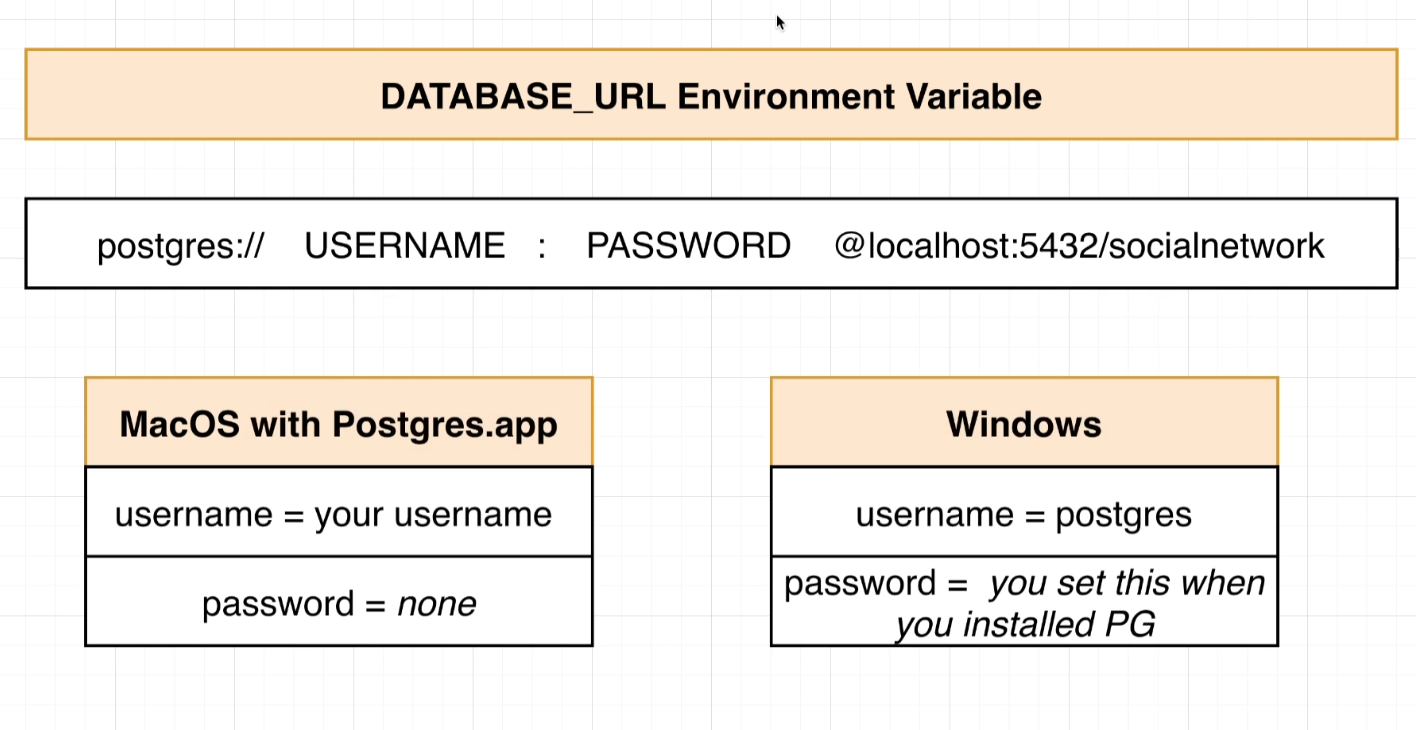 DATABASE_URL Environment Variable
postgres:// USERNAME : PASSWORD @localhost:5432/socialnetwork
MacOS with Postgres.app
username = your username
password = none
Windows
username = postgres
password = you set this when
you installed PG